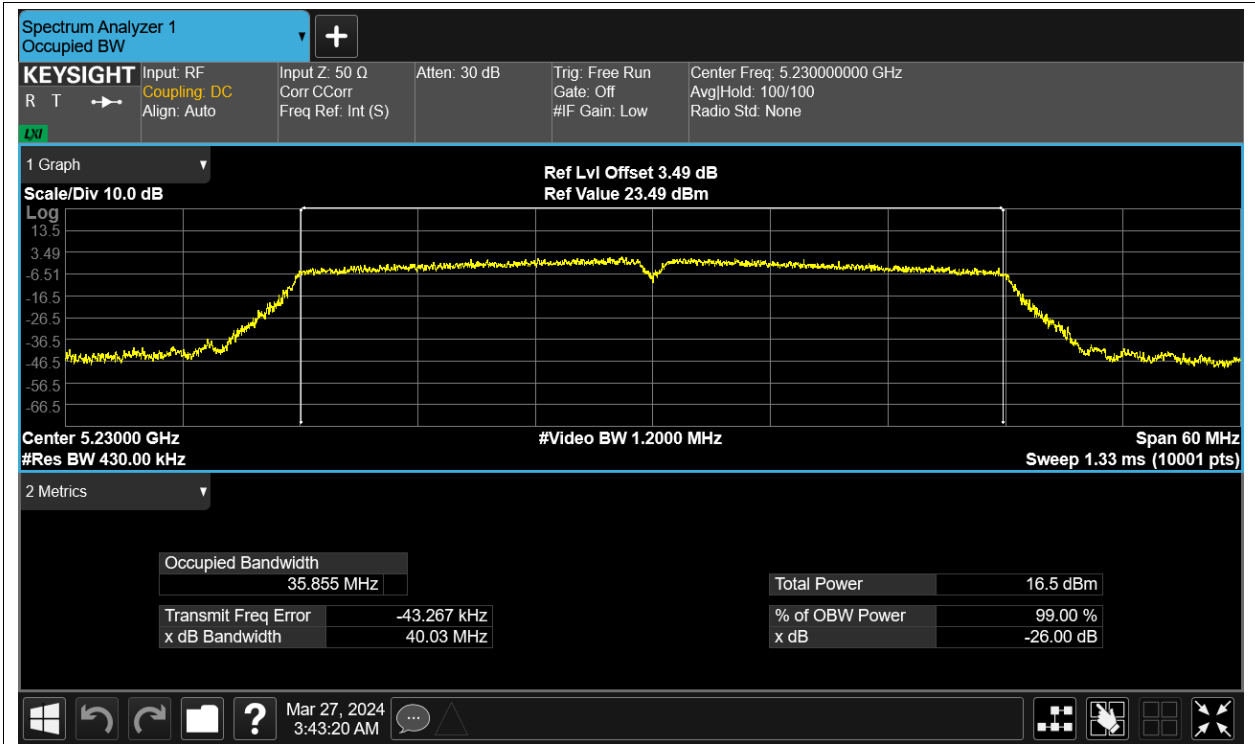 Spectrum Analyzer 1
Occupied BW
KEYSIGHT
R T
LXI
Input: RF
Coupling: DC
Align: Auto
Input Z: 50 Ω
Corr CCorr
Freq Ref: Int (S)
Atten: 30 dB
Trig: Free Run
Gate: Off
#IF Gain: Low
Center Freq: 5.230000000 GHz
Avg|Hold: 100/100
Radio Std: None
1 Graph
Scale/Div 10.0 dB
Ref Lvl Offset 3.49 dB
Ref Value 23.49 dBm
Log
13.5
3.49
-6.51
-16.5
-26.5
-36.5
-46.5
-56.5
-66.5
Center 5.23000 GHz
#Res BW 430.00 kHz
#Video BW 1.2000 MHz
Span 60 MHz
Sweep 1.33 ms (10001 pts)
2 Metrics
Occupied Bandwidth
35.855 MHz
Transmit Freq Error -43.267 kHz
x dB Bandwidth 40.03 MHz
Total Power 16.5 dBm
% of OBW Power 99.00 %
x dB -26.00 dB
?
Mar 27, 2024
3:43:20 AM